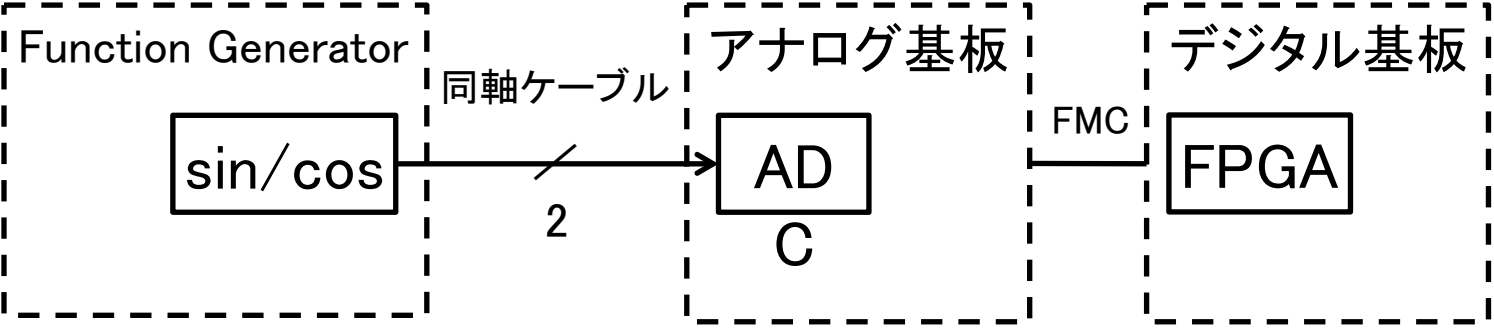 Function Generator
sin/cos
同軸ケーブル
2
アナログ基板
AD
C
FMC
デジタル基板
FPGA